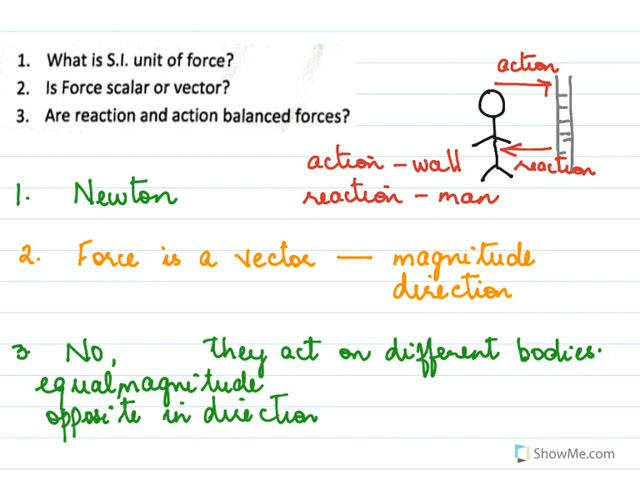 1. What is S.I. unit of force?
2. Is Force scalar or vector?
3. Are reaction and action balanced forces?
action
reaction
action – wall
reaction – man
1. Newton
2. Force is a vector — magnitude
direction
3 No, they act on different bodies.
equal magnitude
opposite in direction
ShowMe.com